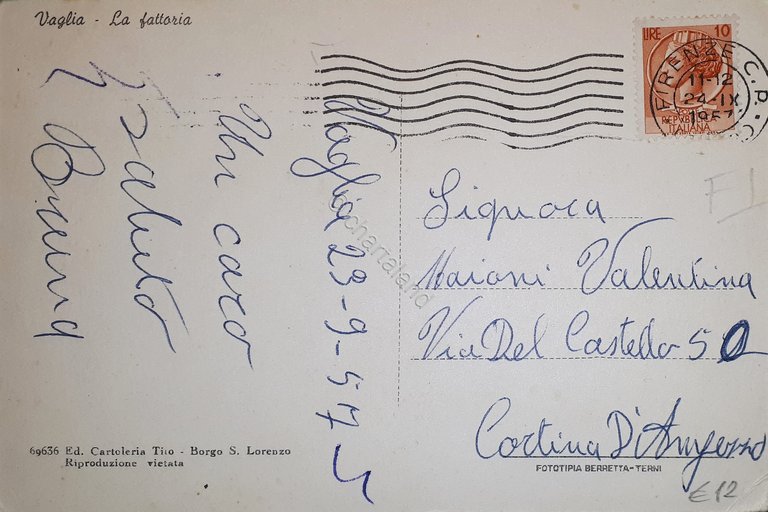 Vaglia - La fattoria
LIRE 10
FIRENZE C.P.
11-12
24-IX
1957
REPUBBLICA
ITALIANA
Vaglia 23-9-57
Un caro
saluto
Bruna
Signora
Maioni Valentina
Via Del Castello 50
Cortina D'Ampezzo
69636 Ed. Cartoleria Tito - Borgo S. Lorenzo
Riproduzione vietata
FOTOTIPIA BERRETTA-TERNI
€12